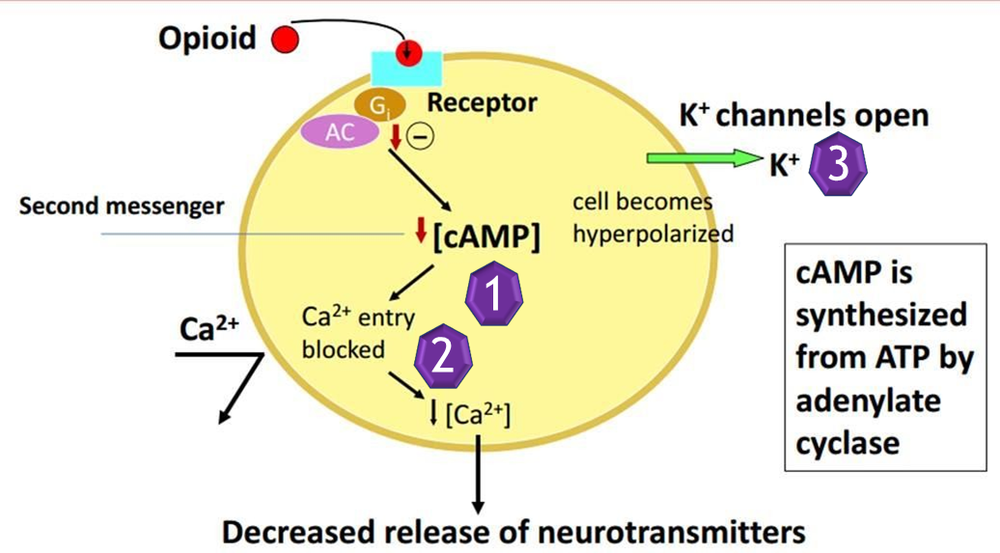 Opioid
Receptor
Gi
AC
−
K⁺ channels open
K⁺
3
Second messenger
[cAMP]
cell becomes
hyperpolarized
1
Ca²⁺ entry
blocked
2
Ca²⁺
[Ca²⁺]
cAMP is
synthesized
from ATP by
adenylate
cyclase
Decreased release of neurotransmitters